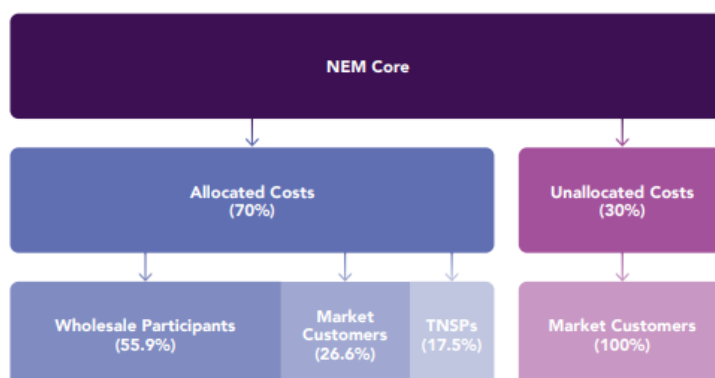 NEM Core
Allocated Costs
(70%)
Unallocated Costs
(30%)
Wholesale Participants
(55.9%)
Market
Customers
(26.6%)
TNSPs
(17.5%)
Market Customers
(100%)